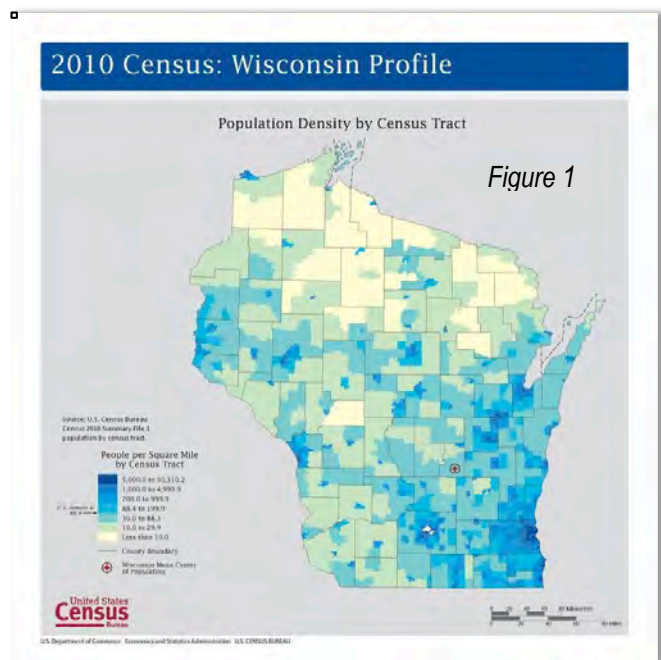 2010 Census: Wisconsin Profile
Population Density by Census Tract
Figure 1
Source: U.S. Census Bureau
Census 2010 Summary File 1
population by census tract.
People per Square Mile
by Census Tract
5,000.0 to
1,000.0 to 4,999.9
200.0 to 999.9
88.4 to 199.9
U.S. density is
88.4
30.0 to 88.3
10.0 to 29.9
Less than 10.0
County Boundary
Wisconsin Mean Center
of Population
United States
Census
Bureau
U.S. Department of Commerce Economics and Statistics Administration U.S. CENSUS BUREAU